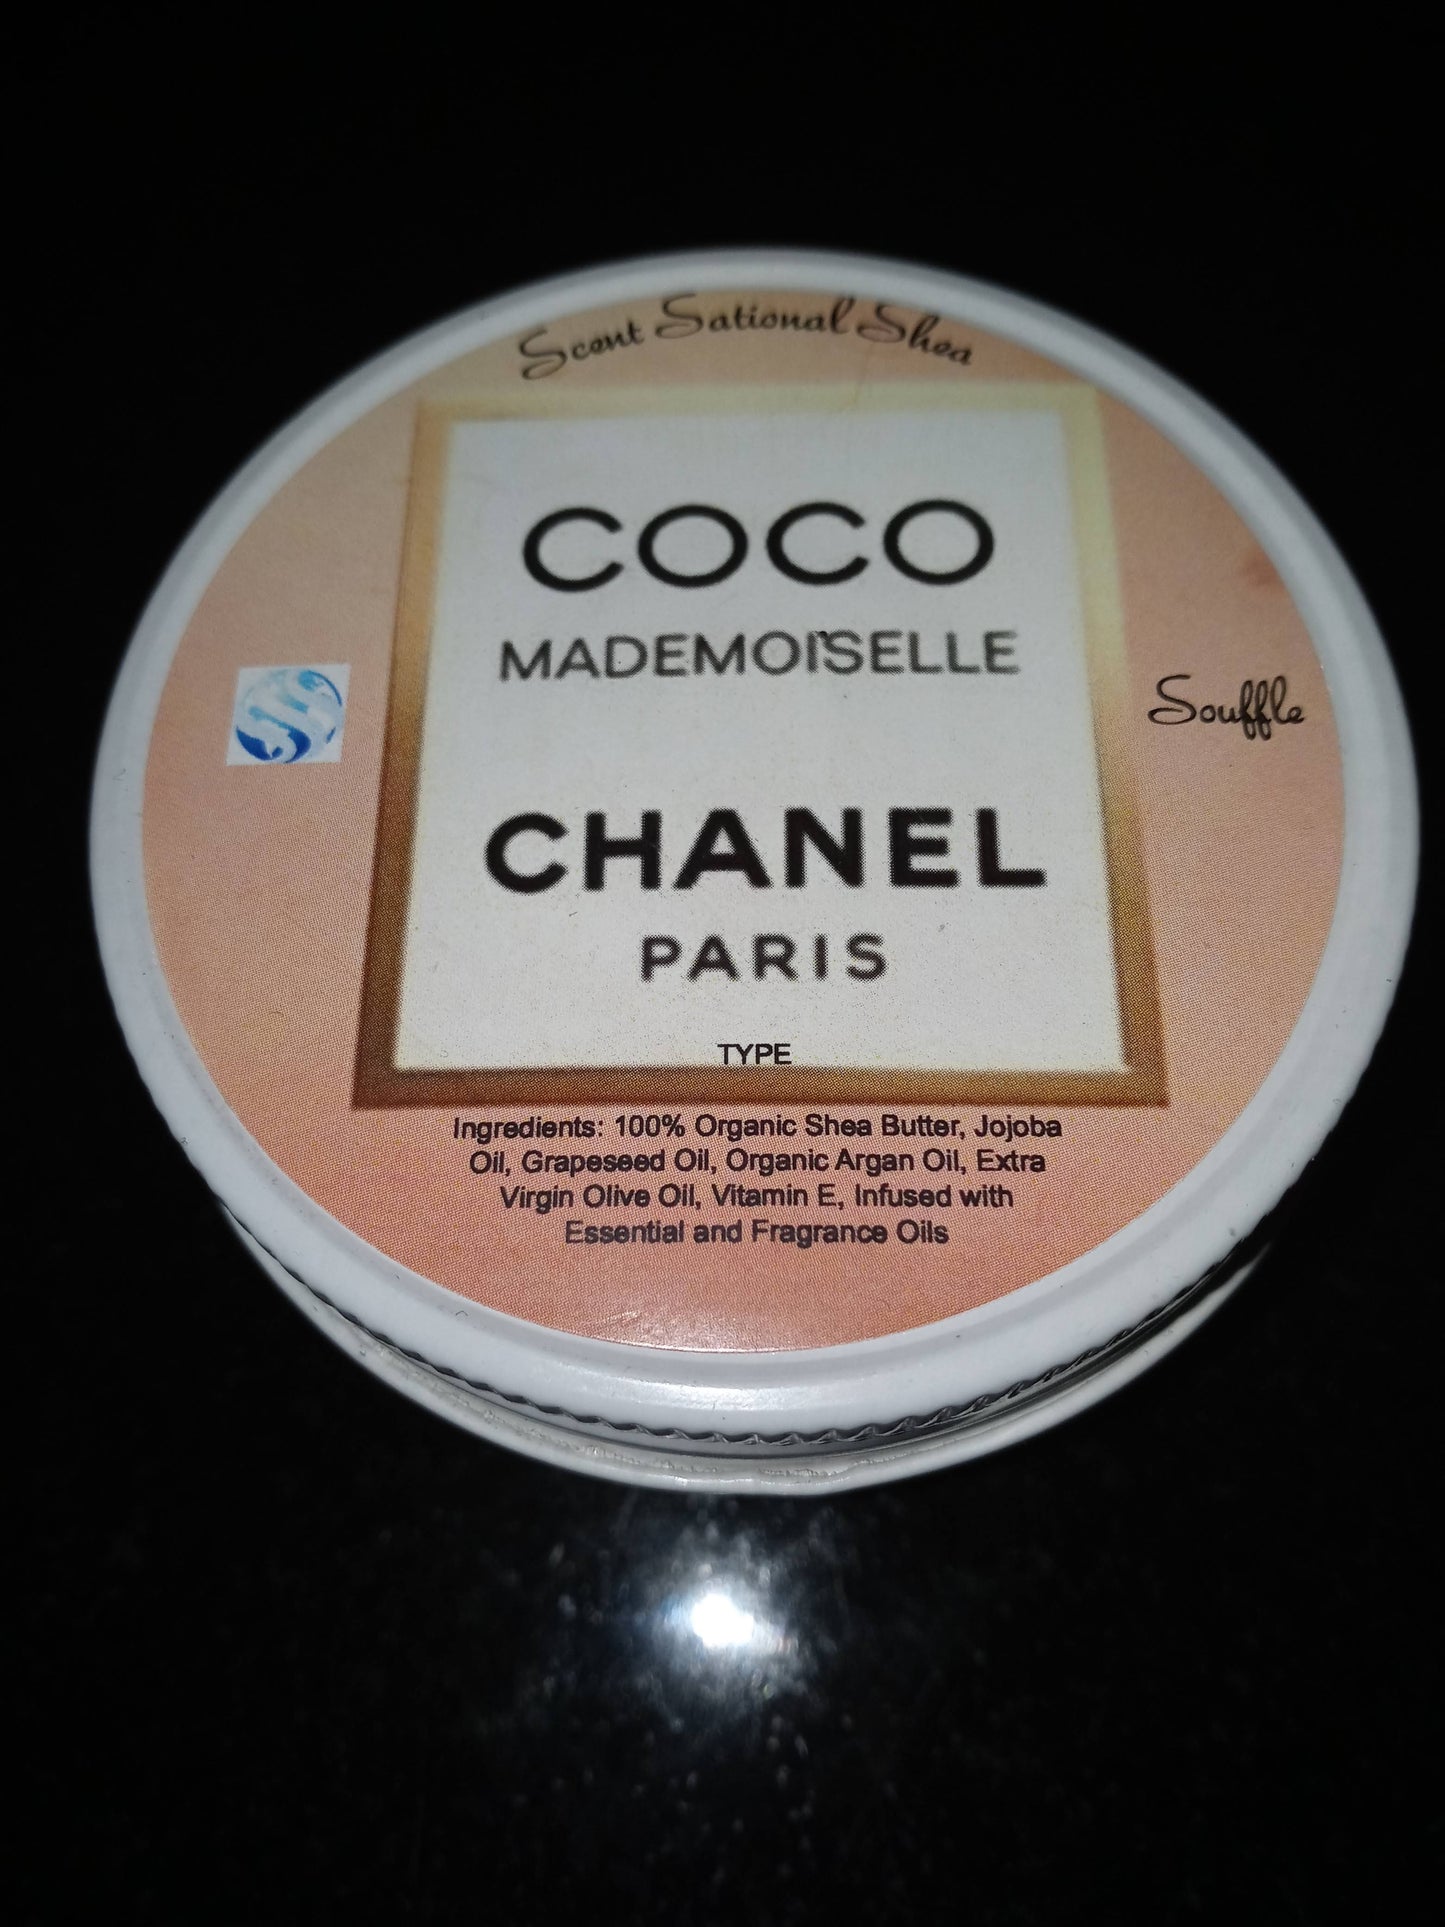 Scent Sational Shea
COCO
MADEMOISELLE
Souffle
CHANEL
PARIS
TYPE
Ingredients: 100% Organic Shea Butter, Jojoba
Oil, Grapeseed Oil, Organic Argan Oil, Extra
Virgin Olive Oil, Vitamin E, Infused with
Essential and Fragrance Oils